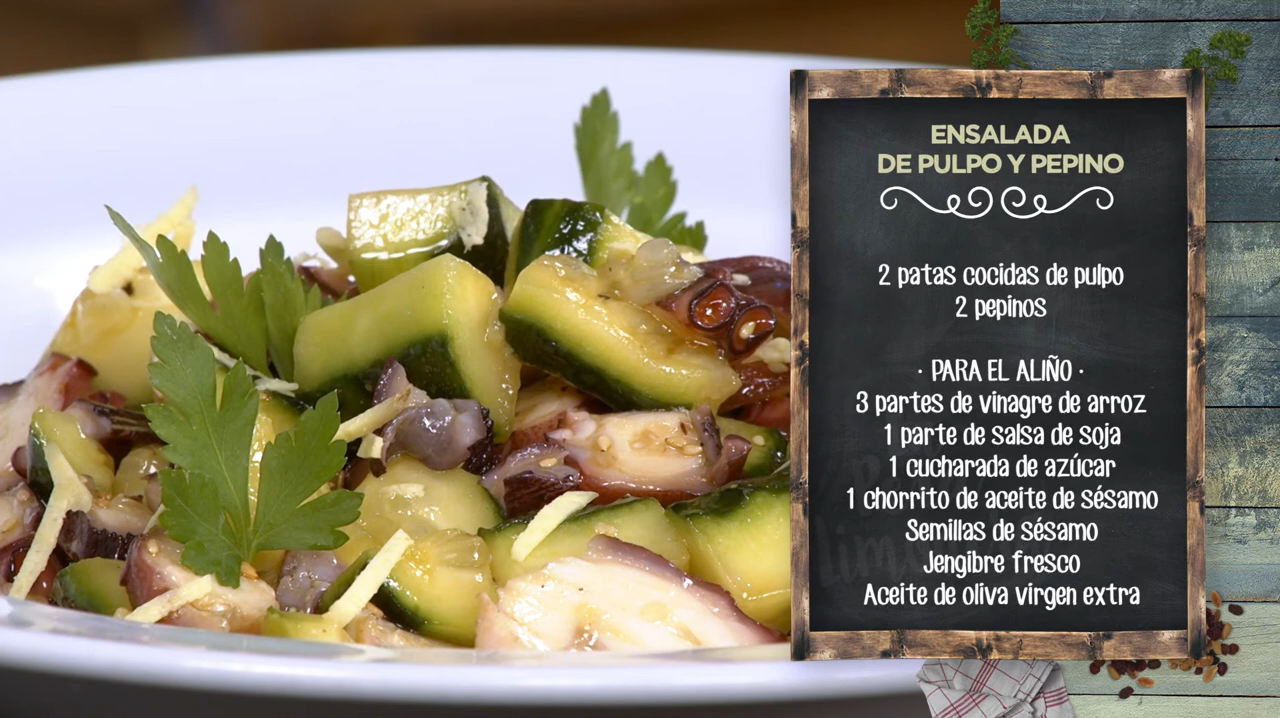 ENSALADA
DE PULPO Y PEPINO
2 patas cocidas de pulpo
2 pepinos
· PARA EL ALIÑO ·
3 partes de vinagre de arroz
1 parte de salsa de soja
1 cucharada de azúcar
1 chorrito de aceite de sésamo
Semillas de sésamo
Jengibre fresco
Aceite de oliva virgen extra